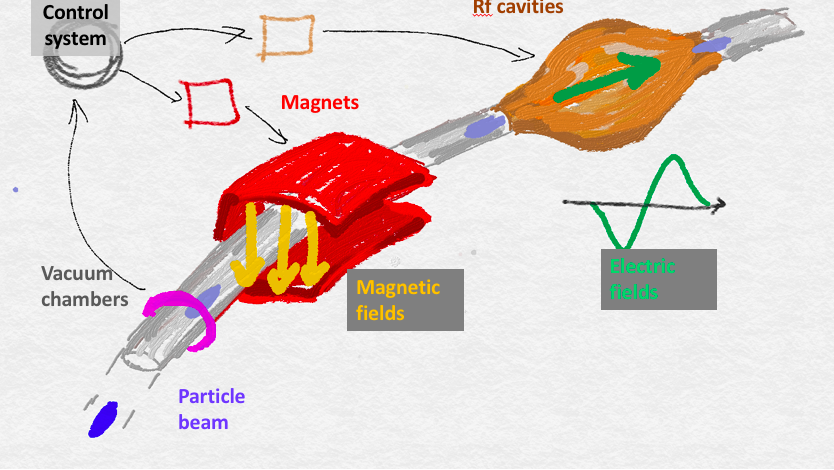 Control
system
Rf cavities
Magnets
Vacuum
chambers
Magnetic
fields
Electric
fields
Particle
beam